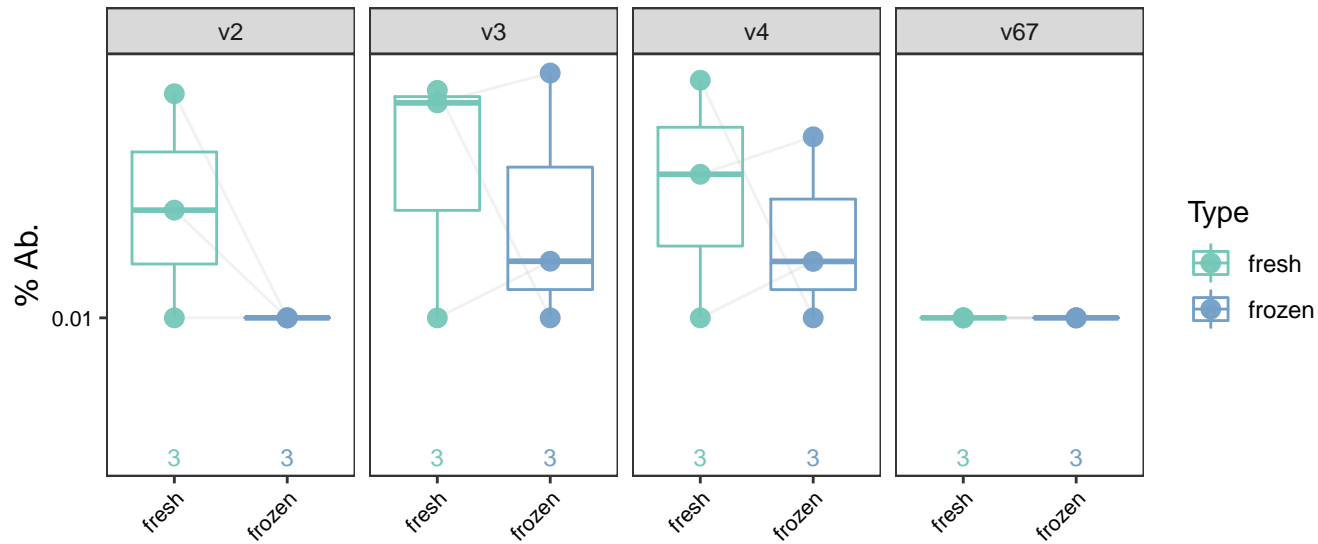 v2 v3 v4 v67
% Ab.
0.01
3 3 3 3 3 3 3 3
fresh frozen fresh frozen fresh frozen fresh frozen
Type
fresh
frozen